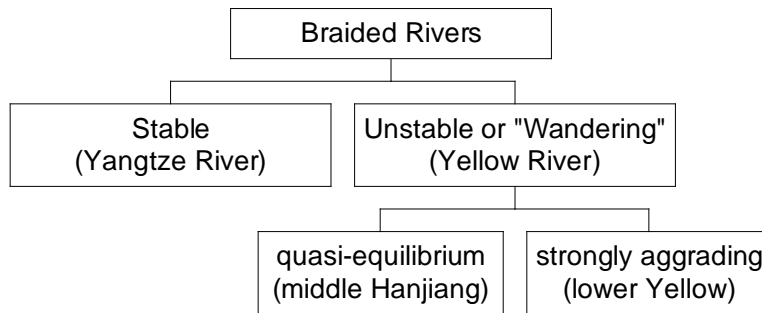 Braided Rivers
Stable
(Yangtze River)
Unstable or "Wandering"
(Yellow River)
quasi-equilibrium
(middle Hanjiang)
strongly aggrading
(lower Yellow)